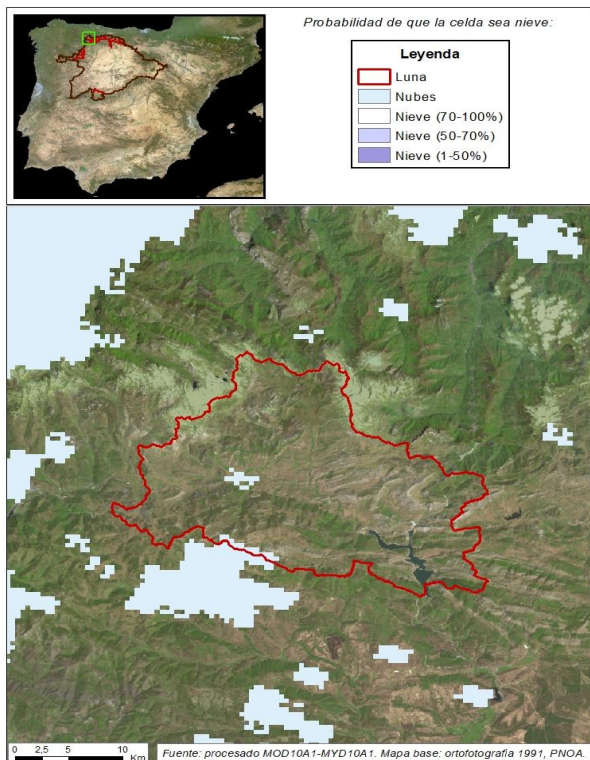 Probabilidad de que la celda sea nieve:
Leyenda
Luna
Nubes
Nieve (70-100%)
Nieve (50-70%)
Nieve (1-50%)
0 2,5 5 10
Km
Fuente: procesado MOD10A1-MYD10A1. Mapa base: ortofotografia 1991, PNOA.